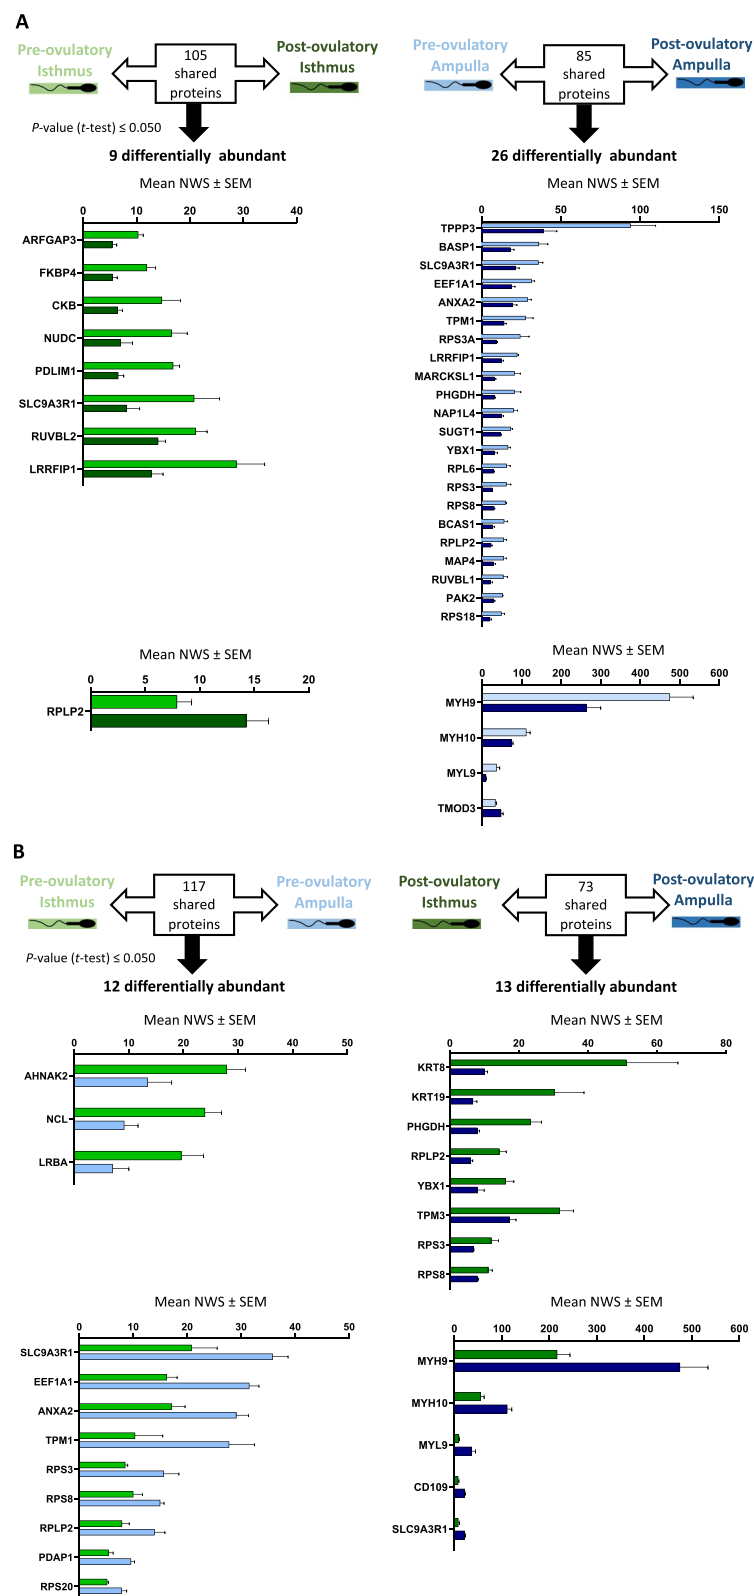 A
Pre-ovulatory
Isthmus
105
shared
proteins
Post-ovulatory
Isthmus
P-value (t-test) ≤ 0.050
9 differentially abundant
Mean NWS ± SEM
0 10 20 30 40
ARFGAP3
FKBP4
CKB
NUDC
PDLIM1
SLC9A3R1
RUVBL2
LRRFIP1
Mean NWS ± SEM
0 5 10 15 20
RPLP2
Pre-ovulatory
Ampulla
85
shared
proteins
Post-ovulatory
Ampulla
26 differentially abundant
Mean NWS ± SEM
0 50 100 150
TPPP3
BASP1
SLC9A3R1
EEF1A1
ANXA2
TPM1
RPS3A
LRRFIP1
MARCKSL1
PHGDH
NAP1L4
SUGT1
YBX1
RPL6
RPS3
RPS8
BCAS1
RPLP2
MAP4
RUVBL1
PAK2
RPS18
Mean NWS ± SEM
0 100 200 300 400 500 600
MYH9
MYH10
MYL9
TMOD3
B
Pre-ovulatory
Isthmus
117
shared
proteins
Pre-ovulatory
Ampulla
P-value (t-test) ≤ 0.050
12 differentially abundant
Mean NWS ± SEM
0 10 20 30 40 50
AHNAK2
NCL
LRBA
Mean NWS ± SEM
0 10 20 30 40 50
SLC9A3R1
EEF1A1
ANXA2
TPM1
RPS3
RPS8
RPLP2
PDAP1
RPS20
Post-ovulatory
Isthmus
73
shared
proteins
Post-ovulatory
Ampulla
13 differentially abundant
Mean NWS ± SEM
0 20 40 60 80
KRT8
KRT19
PHGDH
RPLP2
YBX1
TPM3
RPS3
RPS8
Mean NWS ± SEM
0 100 200 300 400 500 600
MYH9
MYH10
MYL9
CD109
SLC9A3R1